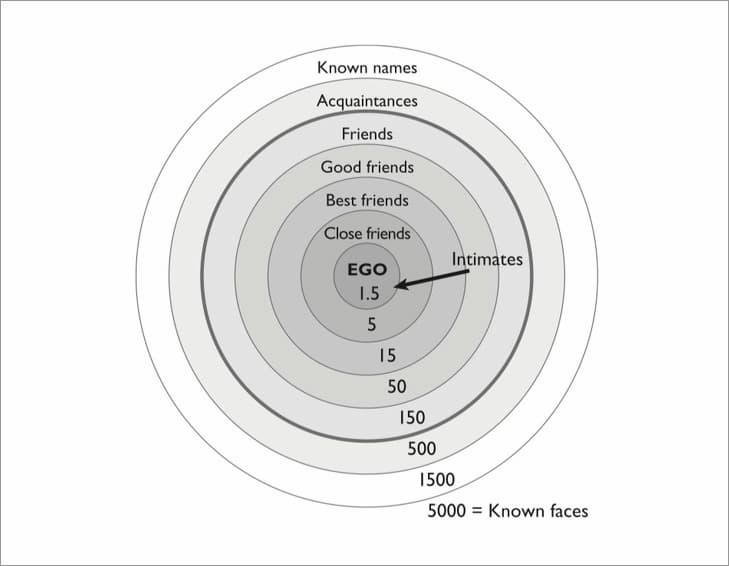 Known names
Acquaintances
Friends
Good friends
Best friends
Close friends
Intimates
EGO
1.5
5
15
50
150
500
1500
5000 = Known faces